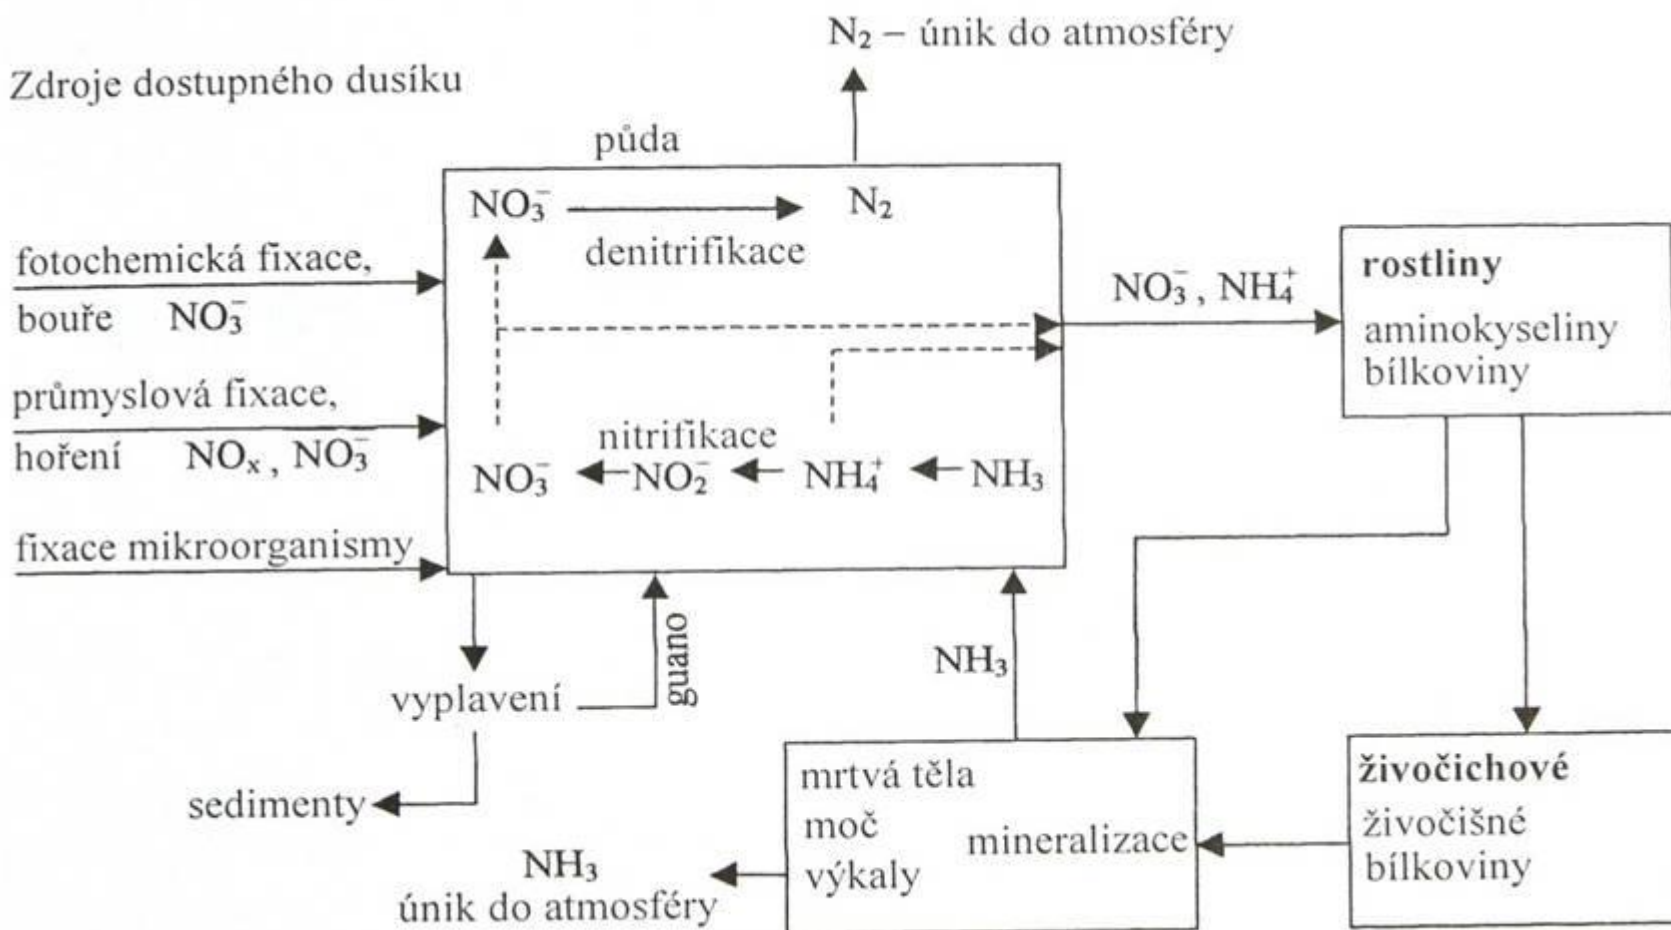 N₂ – únik do atmosféry
Zdroje dostupného dusíku
půda
NO₃⁻ N₂
denitrifikace
fotochemická fixace,
bouře NO₃⁻
průmyslová fixace,
hoření NOₓ, NO₃⁻
fixace mikroorganismy
nitrifikace
NO₃⁻ NO₂⁻ NH₄⁺ NH₃
NO₃⁻, NH₄⁺
rostliny
aminokyseliny
bílkoviny
vyplavení
guano
sedimenty
NH₃
mrtvá těla
moč
výkaly
mineralizace
živočichové
živočišné
bílkoviny
NH₃
únik do atmosféry